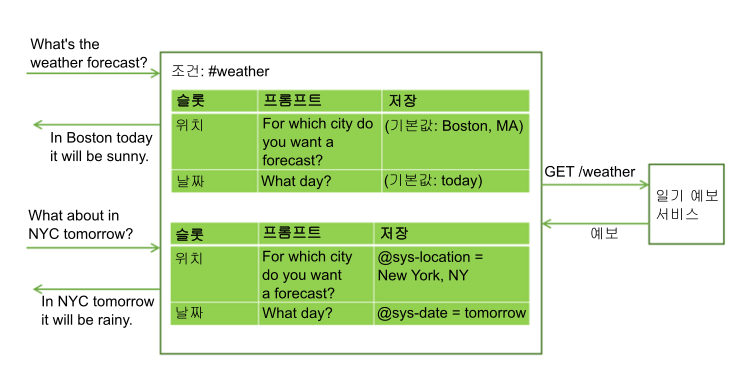 What's the
weather forecast?
In Boston today
it will be sunny.
What about in
NYC tomorrow?
In NYC tomorrow
it will be rainy.
조건: #weather
슬롯 프롬프트 저장
위치 For which city do (기본값: Boston, MA)
you want a
forecast?
날짜 What day? (기본값: today)
슬롯 프롬프트 저장
위치 For which city @sys-location =
do you want New York, NY
a forecast?
날짜 What day? @sys-date = tomorrow
GET /weather
예보
일기 예보
서비스